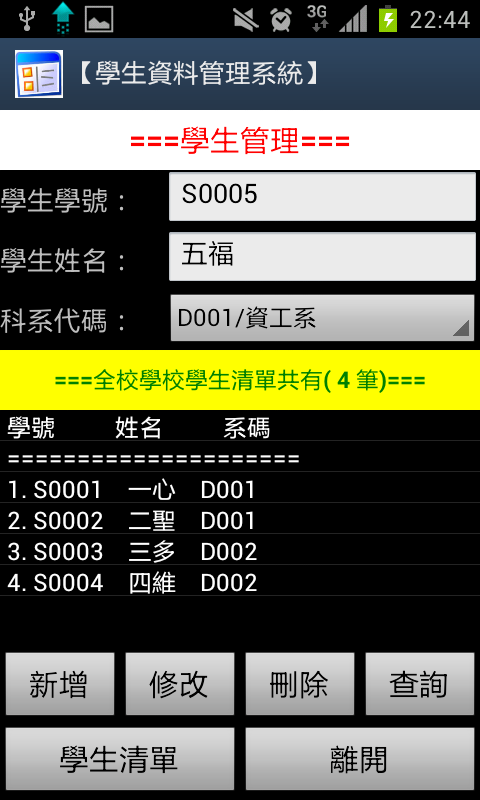 3G 22:44
【學生資料管理系統】
===學生管理===
學生學號： S0005
學生姓名： 五福
科系代碼： D001/資工系
===全校學校學生清單共有( 4 筆)===
學號 姓名 系碼
=====================
1. S0001 一心 D001
2. S0002 二聖 D001
3. S0003 三多 D002
4. S0004 四維 D002
新增 修改 刪除 查詢
學生清單 離開